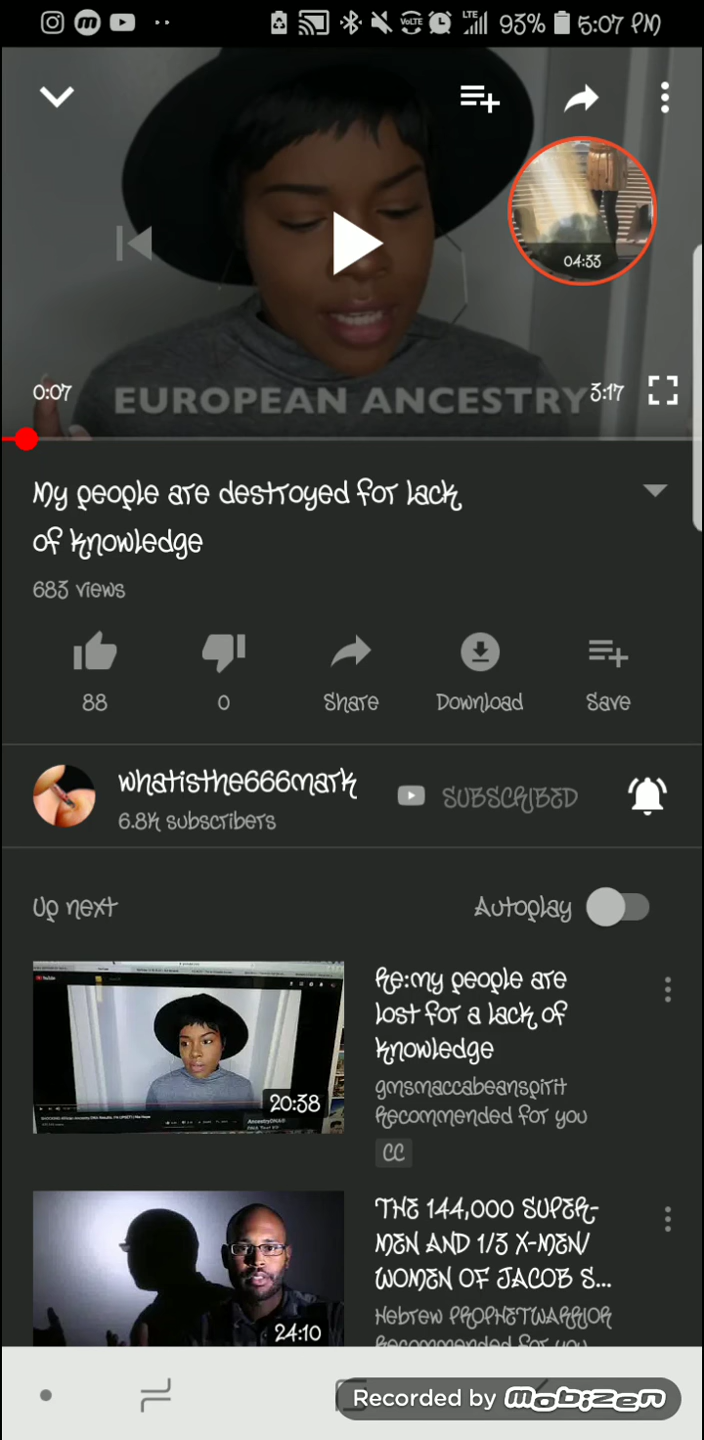 LTE
VoLTE
93% 5:07 PM
04:33
0:07
EUROPEAN ANCESTRY
3:17
My people are destroyed for lack
of knowledge
683 views
88
0
Share
Download
Save
whatisthe666mark
6.8K subscribers
SUBSCRIBED
Up next
Autoplay
20:38
Re:my people are
lost for a lack of
knowledge
gmsmaccabeanspirit
Recommended for you
CC
24:10
THE 144,000 SUPER-
MEN AND 1/3 X-MEN/
WOMEN OF JACOB S...
Hebrew PROPHETWARRIOR
Recommended for you
Recorded by mobizen